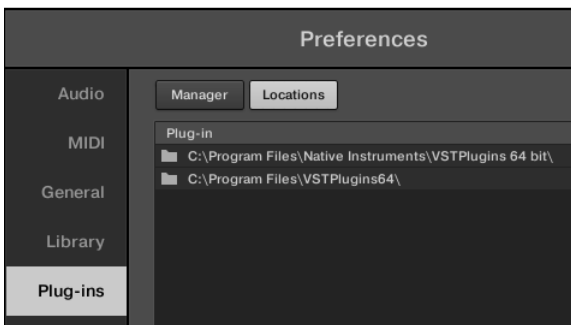 Preferences
Audio
Manager Locations
MIDI
Plug-in
C:\Program Files\Native Instruments\VSTPlugins 64 bit\
C:\Program Files\VSTPlugins64\
General
Library
Plug-ins